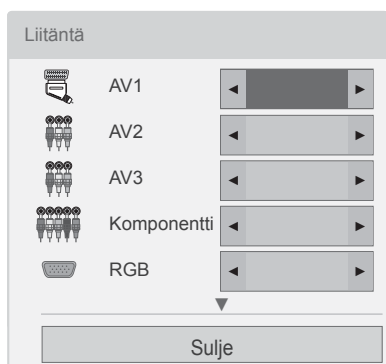 Liitäntä
AV1
AV2
AV3
Komponentti
RGB
Sulje